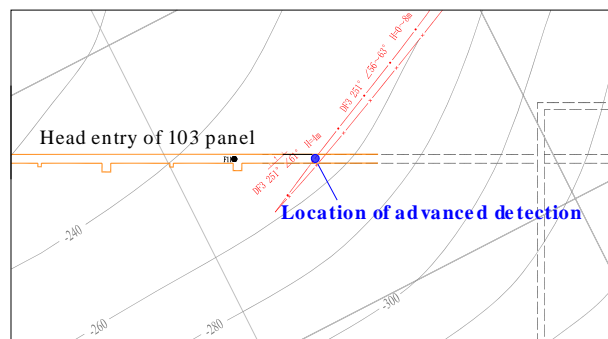 DF3 251° ∠56~63° H=0~8m
Head entry of 103 panel
DF3 251° ∠61° H=4m
Location of advanced detection
-240
-260
-280
-300